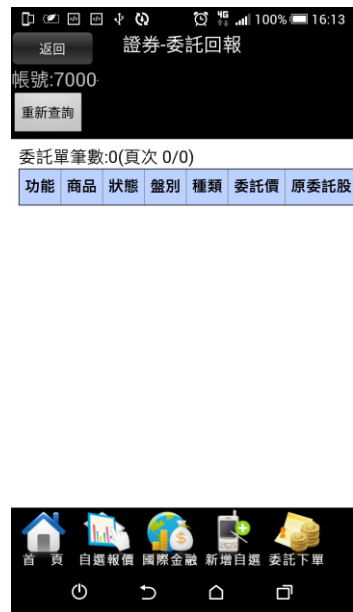 4G 100% 16:13
返回 證券-委託回報
帳號:7000-
重新查詢
委託單筆數:0(頁次 0/0)
功能 商品 狀態 盤別 種類 委託價 原委託股
首 頁 自選報價 國際金融 新增自選 委託下單